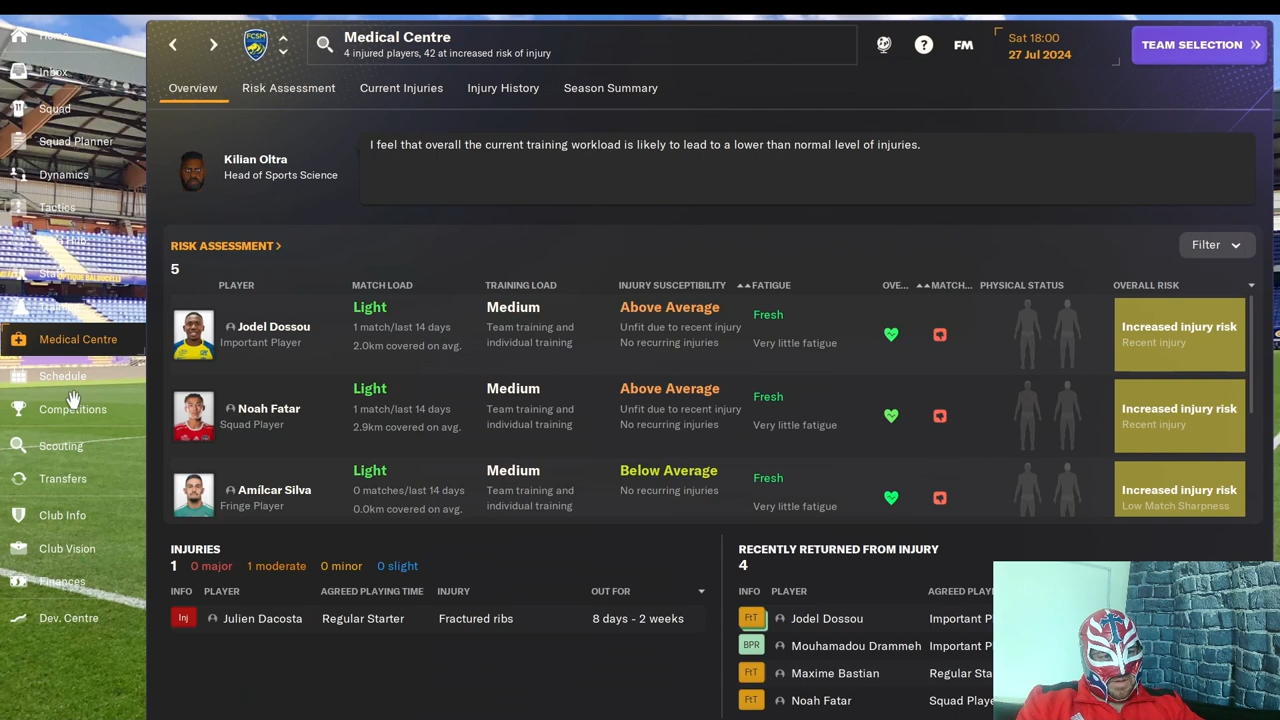 Medical Centre
4 injured players, 42 at increased risk of injury
FCSM
FM
Sat 18:00
27 Jul 2024
TEAM SELECTION
Overview
Risk Assessment
Current Injuries
Injury History
Season Summary
Home
Inbox
Squad
Squad Planner
Dynamics
Tactics
Medical Centre
Schedule
Competitions
Scouting
Transfers
Club Info
Club Vision
Finances
Dev. Centre
Kilian Oltra
Head of Sports Science
I feel that overall the current training workload is likely to lead to a lower than normal level of injuries.
RISK ASSESSMENT >
5
Filter
PLAYER MATCH LOAD TRAINING LOAD INJURY SUSCEPTIBILITY FATIGUE OVE... MATCH... PHYSICAL STATUS OVERALL RISK
Jodel Dossou
Important Player
Light
1 match/last 14 days
2.0km covered on avg.
Medium
Team training and
individual training
Above Average
Unfit due to recent injury
No recurring injuries
Fresh
Very little fatigue
Increased injury risk
Recent injury
Noah Fatar
Squad Player
Light
1 match/last 14 days
2.9km covered on avg.
Medium
Team training and
individual training
Above Average
Unfit due to recent injury
No recurring injuries
Fresh
Very little fatigue
Increased injury risk
Recent injury
Amílcar Silva
Fringe Player
Light
0 matches/last 14 days
0.0km covered on avg.
Medium
Team training and
individual training
Below Average
No recurring injuries
Fresh
Very little fatigue
Increased injury risk
Low Match Sharpness
INJURIES
1 0 major 1 moderate 0 minor 0 slight
INFO PLAYER AGREED PLAYING TIME INJURY OUT FOR
Inj Julien Dacosta Regular Starter Fractured ribs 8 days - 2 weeks
RECENTLY RETURNED FROM INJURY
4
INFO PLAYER AGREED PLAY
FtT Jodel Dossou Important P
BPR Mouhamadou Drammeh Important P
FtT Maxime Bastian Regular Sta
FtT Noah Fatar Squad Playe